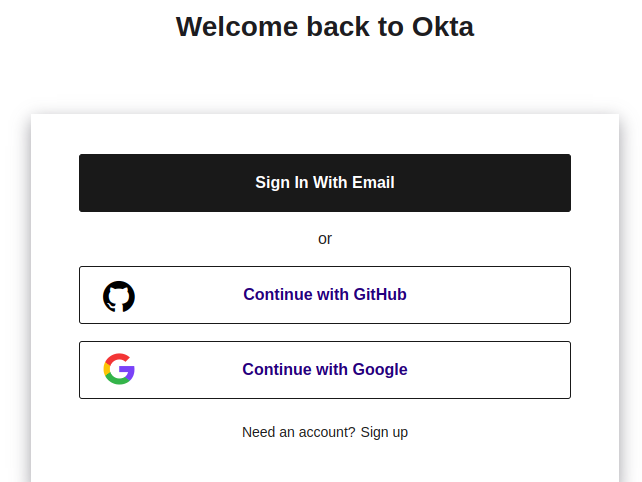 Welcome back to Okta
Sign In With Email
or
Continue with GitHub
Continue with Google
Need an account? Sign up